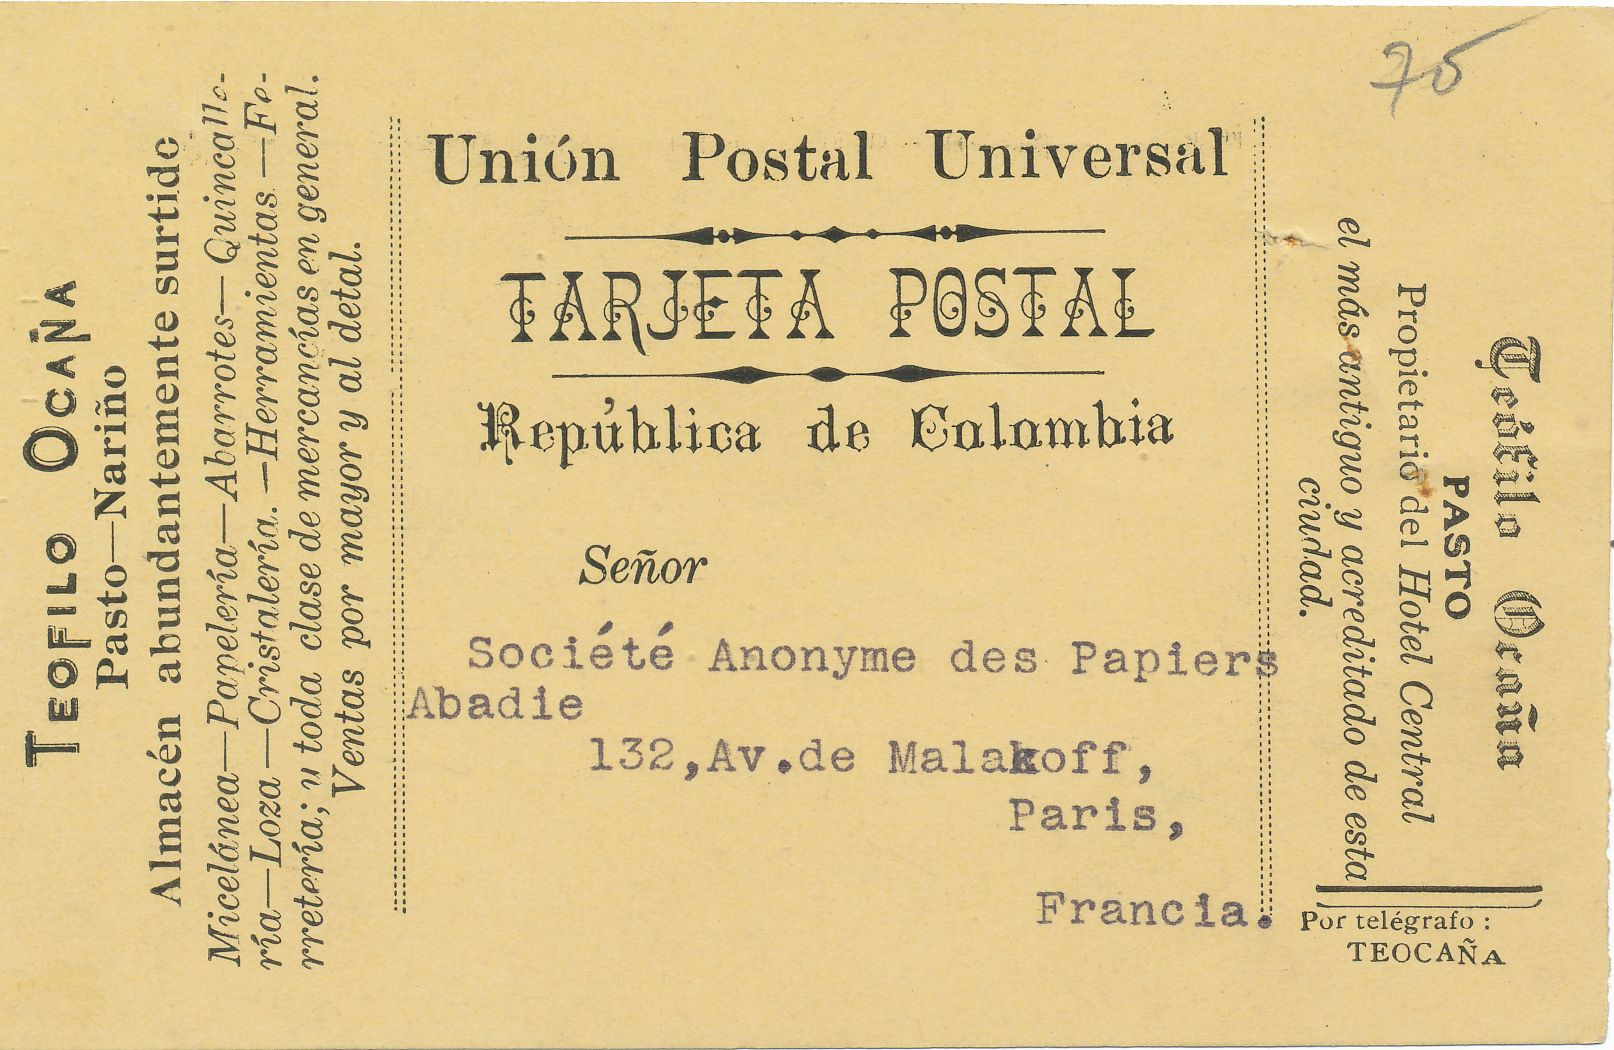 TEOFILO OCAÑA
Pasto—Nariño
Almacén abundantemente surtido
Micelánea—Papelería—Abarrotes—Quincalle-
ría—Loza—Cristalería.—Herramientas—Fe-
rretería; u toda clase de mercancías en general.
Ventas por mayor y al detal.
75
Unión Postal Universal
TARJETA POSTAL
República de Colombia
Señor
Société Anonyme des Papiers
Abadie
132,Av.de Malakoff,
Paris,
Francia.
Teófilo Ocaña
PASTO
Propietario del Hotel Central
el más antiguo y acreditado de esta
ciudad.
Por telégrafo:
TEOCAÑA